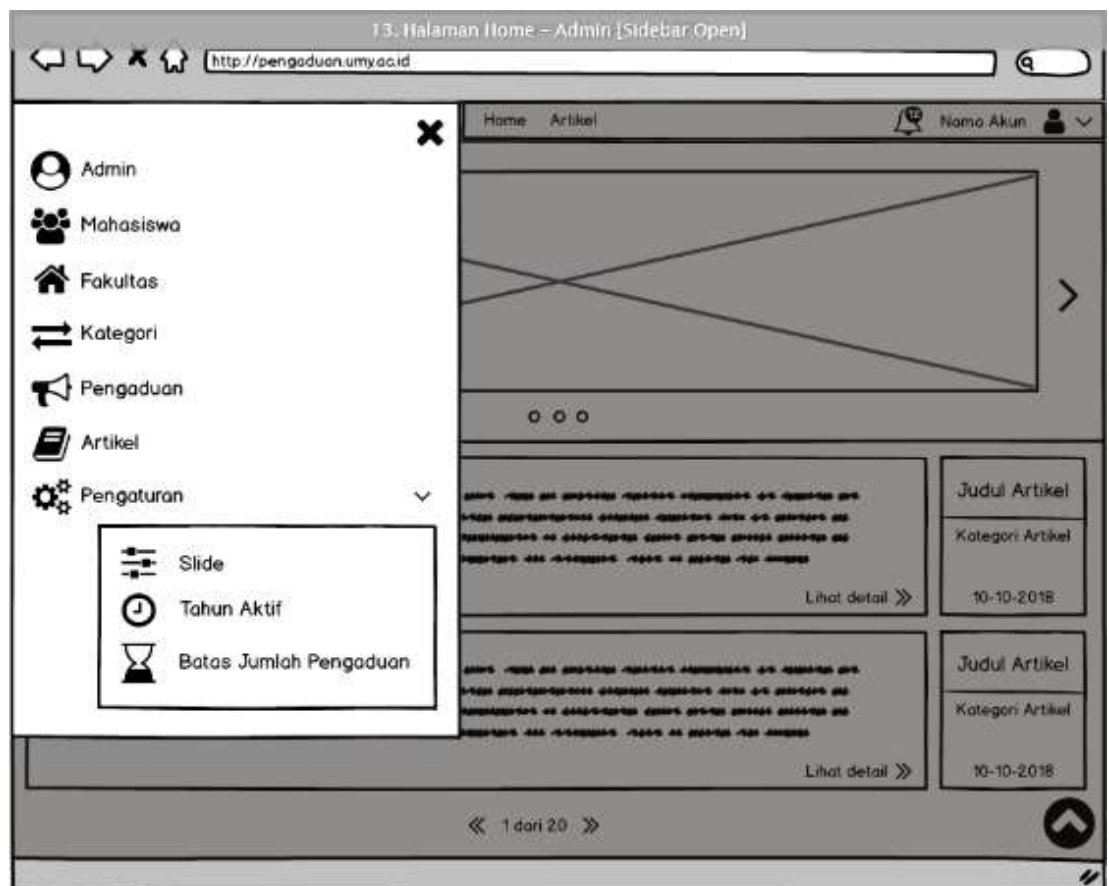 13. Halaman Home – Admin [Sidebar Open]
http://pengaduan.umy.ac.id
Home Artikel
Nama Akun
Admin
Mahasiswa
Fakultas
Kategori
Pengaduan
Artikel
Pengaturan
Slide
Tahun Aktif
Batas Jumlah Pengaduan
Judul Artikel
Kategori Artikel
Lihat detail
10-10-2018
Judul Artikel
Kategori Artikel
Lihat detail
10-10-2018
1 dari 20